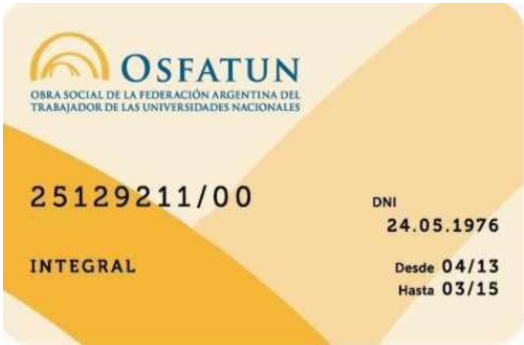 OSFATUN
OBRA SOCIAL DE LA FEDERACIÓN ARGENTINA DEL
TRABAJADOR DE LAS UNIVERSIDADES NACIONALES
25129211/00
DNI
24.05.1976
INTEGRAL
Desde 04/13
Hasta 03/15